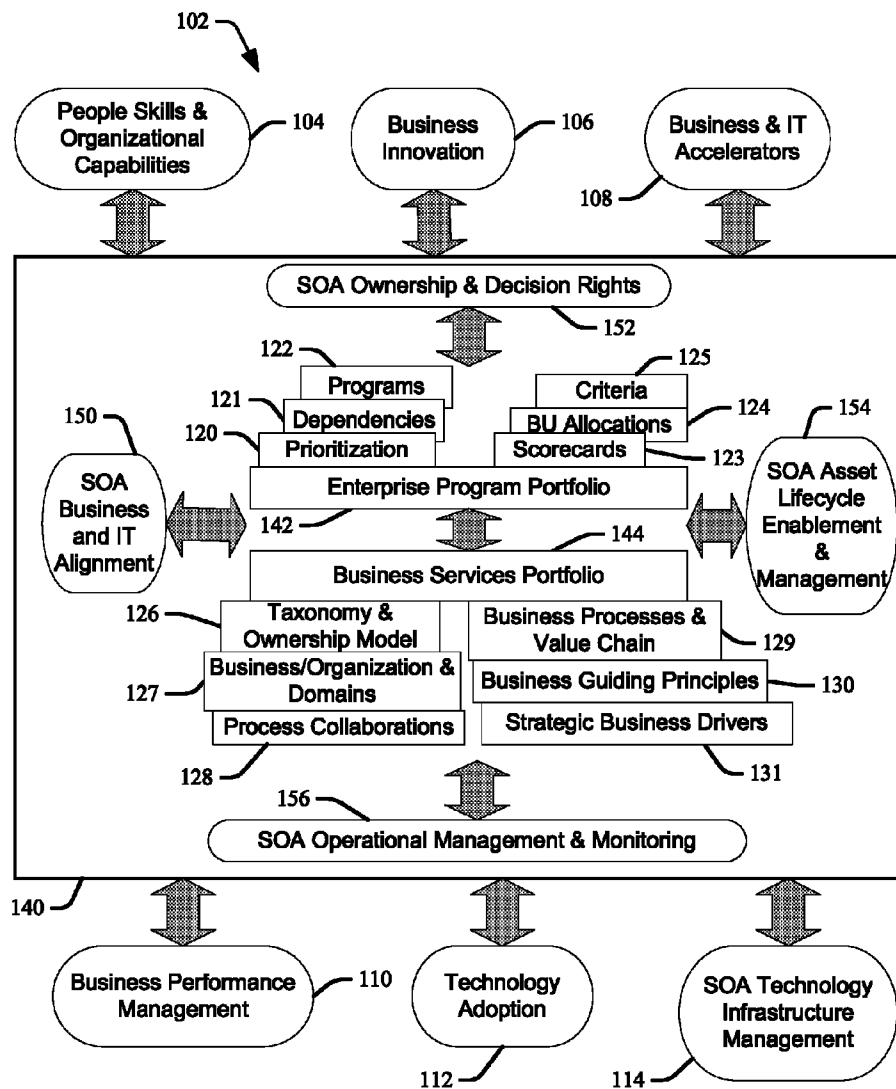 102
People Skills &
Organizational
Capabilities
104
Business
Innovation
106
Business & IT
Accelerators
108
SOA Ownership & Decision Rights
152
122
Programs
121
Dependencies
120
Prioritization
125
Criteria
BU Allocations
124
Scorecards
123
150
SOA
Business
and IT
Alignment
Enterprise Program Portfolio
142
154
SOA Asset
Lifecycle
Enablement
&
Management
144
Business Services Portfolio
126
Taxonomy &
Ownership Model
127
Business/Organization &
Domains
Process Collaborations
128
Business Processes &
Value Chain
129
Business Guiding Principles
130
Strategic Business Drivers
131
156
SOA Operational Management & Monitoring
140
Business Performance
Management
110
Technology
Adoption
112
SOA Technology
Infrastructure
Management
114